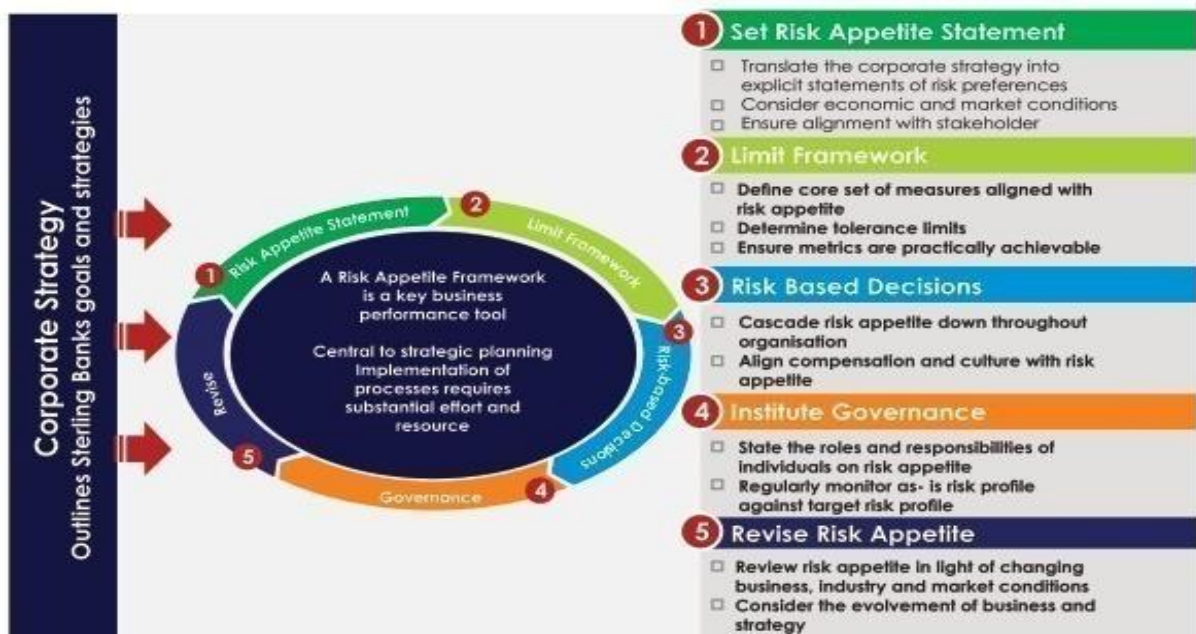 Corporate Strategy
Outlines Sterling Banks goals and strategies
1
Risk Appetite Statement
2
Limit Framework
3
Risk-based Decisions
4
Governance
5
Revise
A Risk Appetite Framework
is a key business
performance tool
Central to strategic planning
Implementation of
processes requires
substantial effort and
resource
1 Set Risk Appetite Statement
Translate the corporate strategy into
explicit statements of risk preferences
Consider economic and market conditions
Ensure alignment with stakeholder
2 Limit Framework
Define core set of measures aligned with
risk appetite
Determine tolerance limits
Ensure metrics are practically achievable
3 Risk Based Decisions
Cascade risk appetite down throughout
organisation
Align compensation and culture with risk
appetite
4 Institute Governance
State the roles and responsibilities of
individuals on risk appetite
Regularly monitor as- is risk profile
against target risk profile
5 Revise Risk Appetite
Review risk appetite in light of changing
business, industry and market conditions
Consider the evolvement of business and
strategy